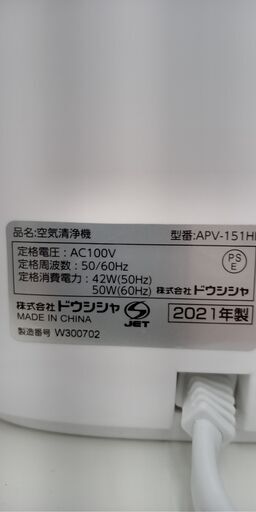 品名:空気清浄機 型番:APV-151H
定格電圧:AC100V
定格周波数:50/60Hz
定格消費電力:42W(50Hz)
50W(60Hz) 株式会社ドウシシャ
PS
E
株式会社ドウシシャ S JET 2021年製
MADE IN CHINA
製造番号 W300702